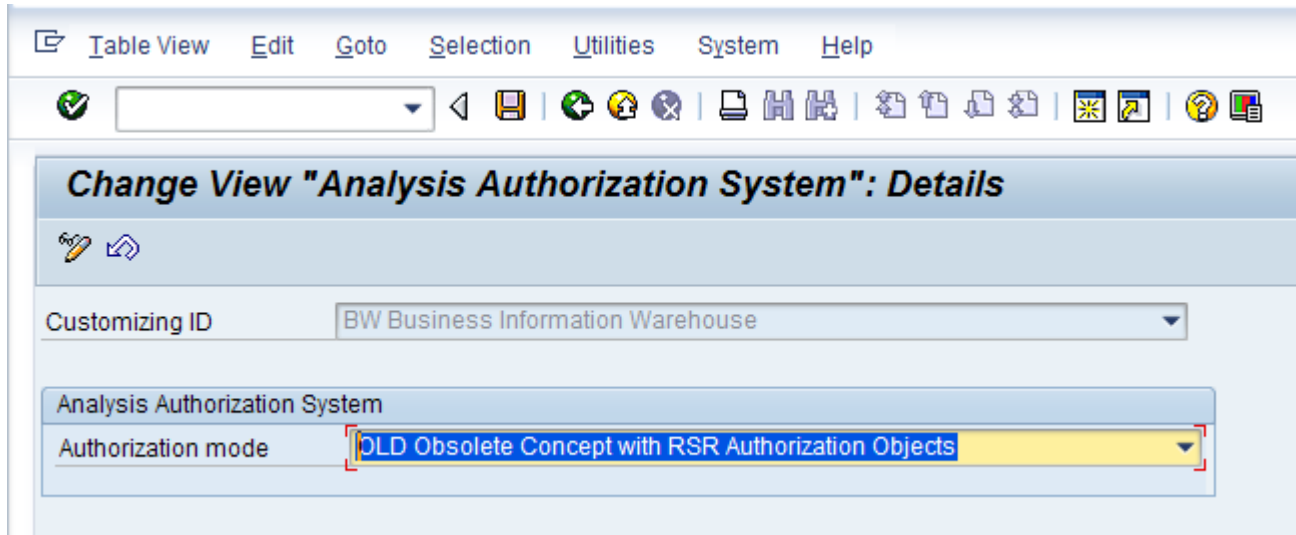 Table View Edit Goto Selection Utilities System Help
Change View "Analysis Authorization System": Details
Customizing ID BW Business Information Warehouse
Analysis Authorization System
Authorization mode OLD Obsolete Concept with RSR Authorization Objects